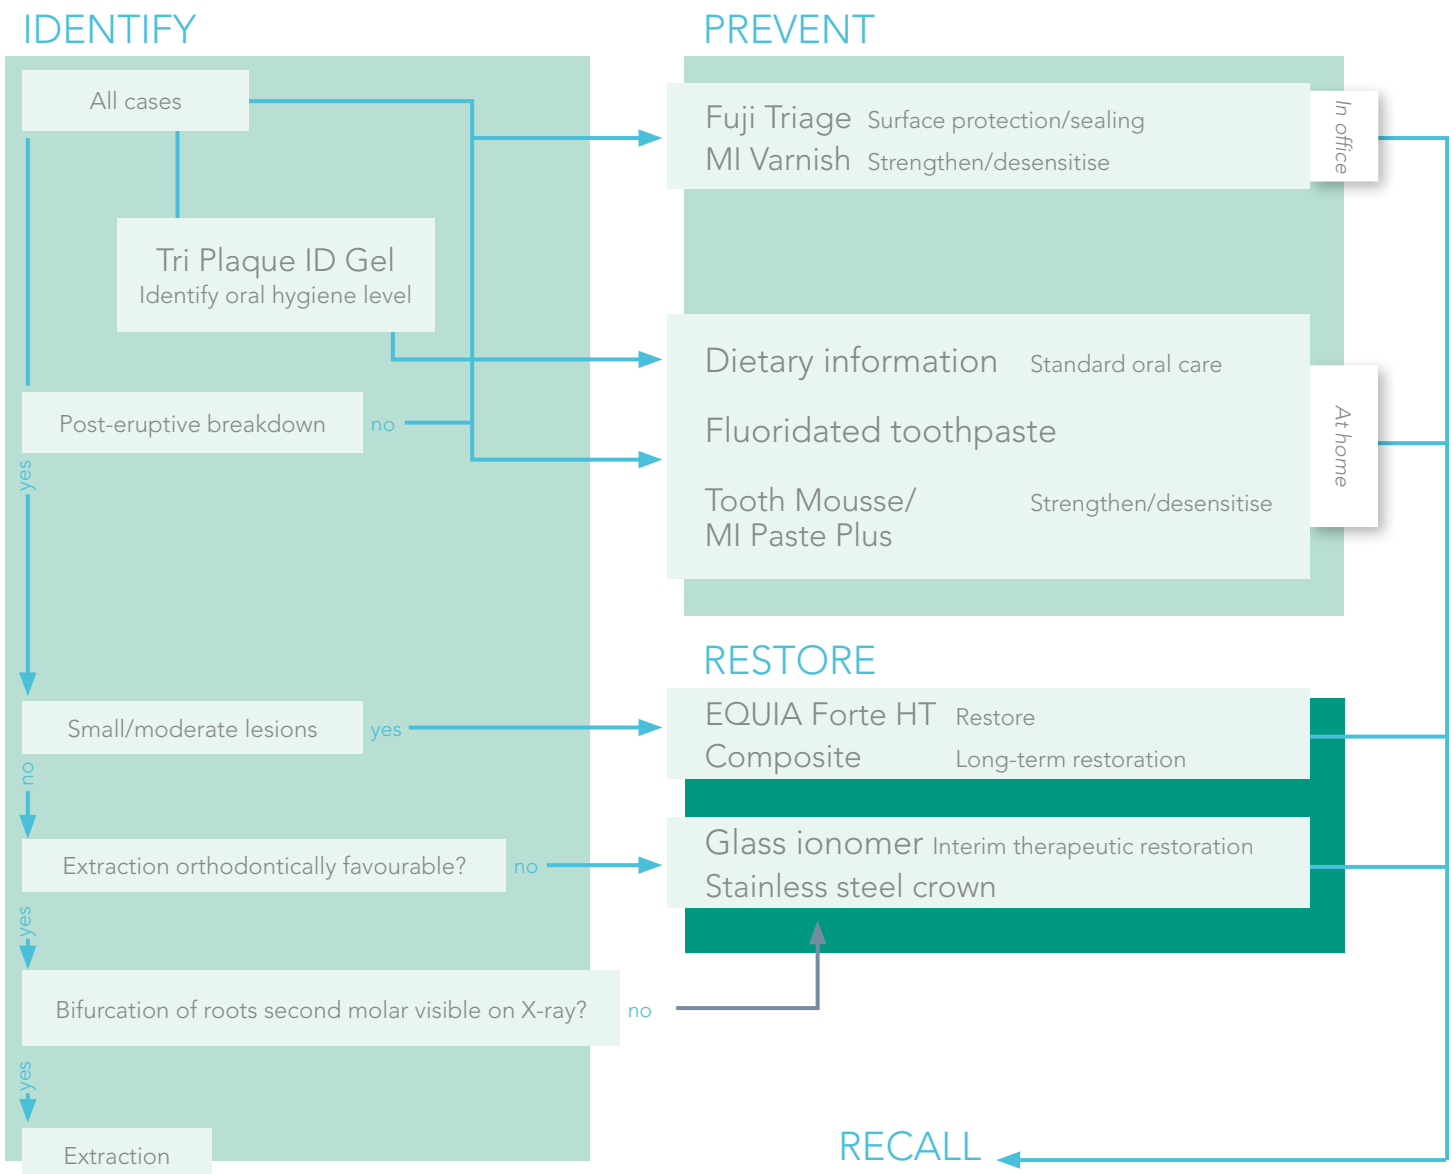 IDENTIFY
All cases
Tri Plaque ID Gel
Identify oral hygiene level
Post-eruptive breakdown
no
yes
Small/moderate lesions
yes
no
Extraction orthodontically favourable?
no
yes
Bifurcation of roots second molar visible on X-ray?
no
yes
Extraction
PREVENT
Fuji Triage Surface protection/sealing
MI Varnish Strengthen/desensitise
In office
Dietary information Standard oral care
Fluoridated toothpaste
Tooth Mousse/ Strengthen/desensitise
MI Paste Plus
At home
RESTORE
EQUIA Forte HT Restore
Composite Long-term restoration
Glass ionomer Interim therapeutic restoration
Stainless steel crown
RECALL